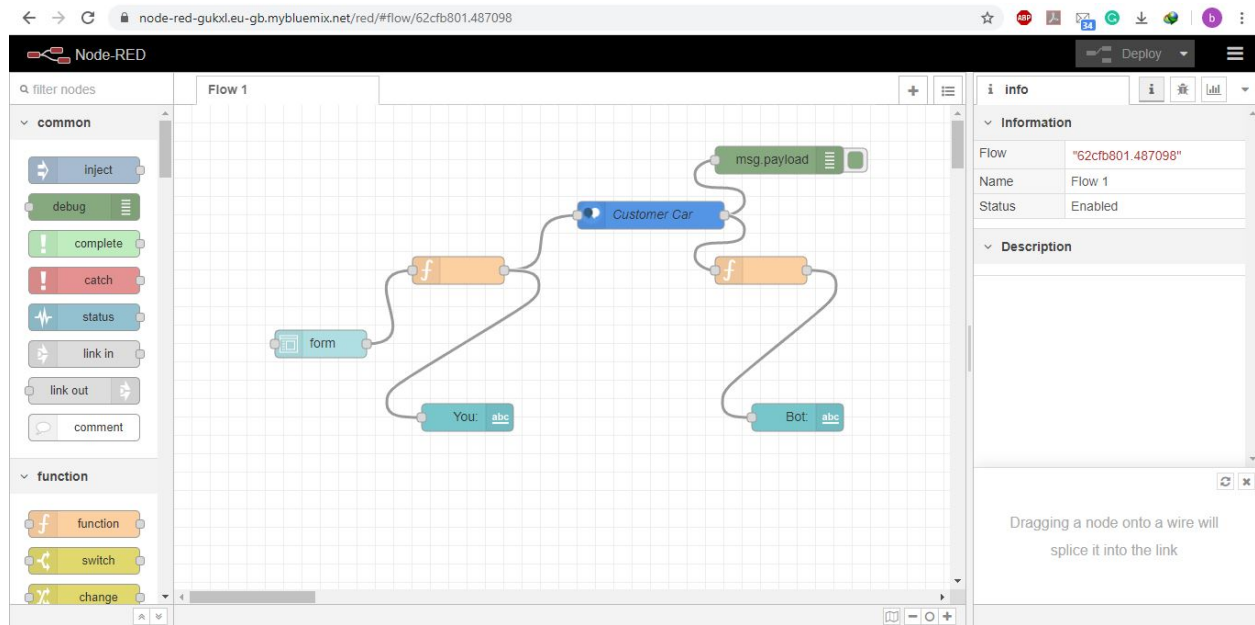 node-red-gukxl.eu-gb.mybluemix.net/red/#flow/62cfb801.487098
ABP
34
b
Node-RED
Deploy
filter nodes
Flow 1
i info
i
common
inject
debug
complete
catch
status
link in
link out
comment
function
function
switch
change
msg.payload
Customer Car
f
f
form
You: abc
Bot: abc
Information
Flow "62cfb801.487098"
Name Flow 1
Status Enabled
Description
Dragging a node onto a wire will
splice it into the link